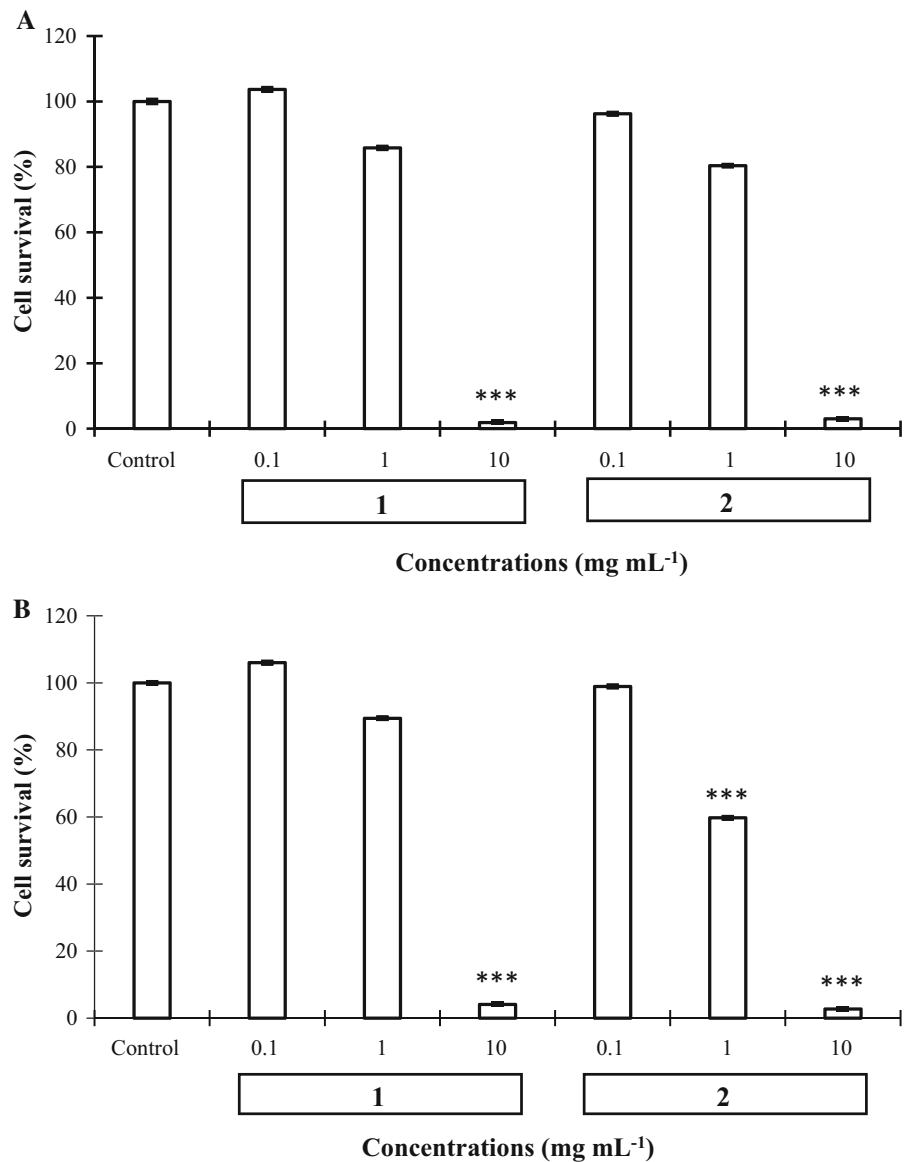 A
120
100
80
60
40
20
0
Cell survival (%)
***
***
Control 0.1 1 10 0.1 1 10
1 2
Concentrations (mg mL-1)
B
120
100
80
60
40
20
0
Cell survival (%)
***
***
***
Control 0.1 1 10 0.1 1 10
1 2
Concentrations (mg mL-1)